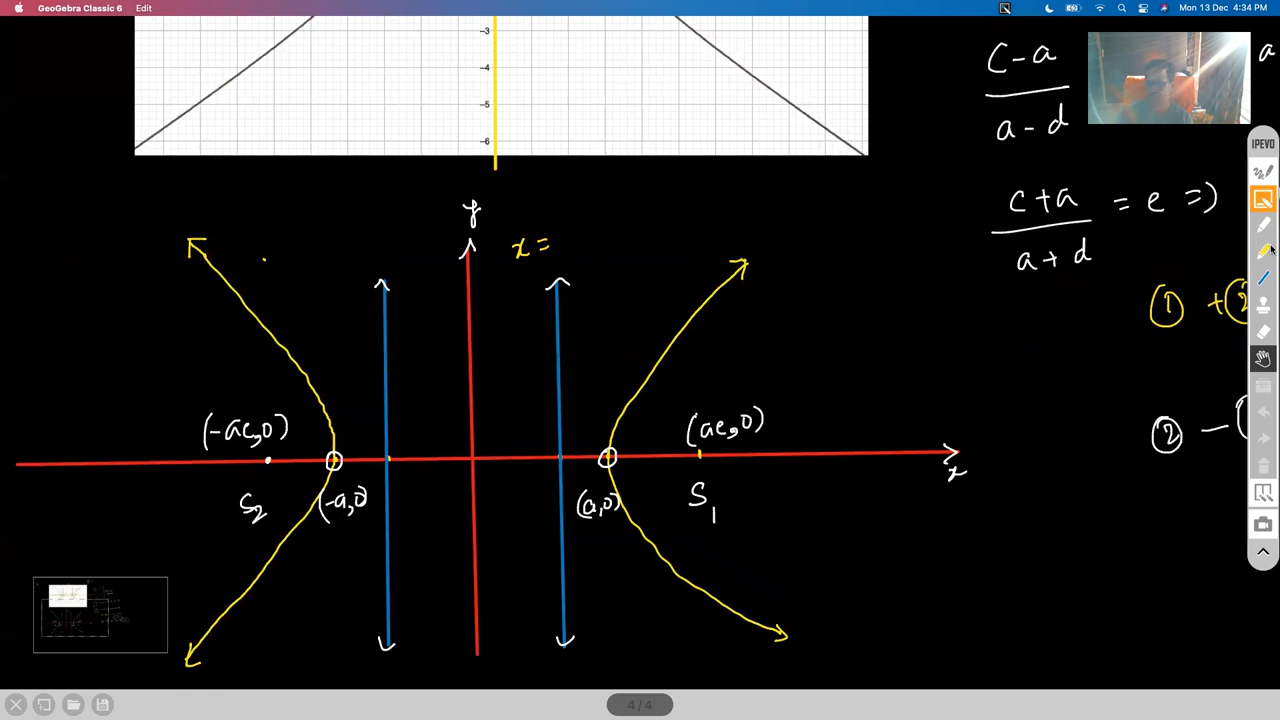 GeoGebra Classic 6 Edit
Mon 13 Dec 4:34 PM
-3
-4
-5
-6
C-a
a-d
a
IPEVO
c+a
a+d
= e =>
y
x =
① + ②
(-ae,0)
(ae,0)
② - (
x
S2
(-a,0)
(a,0)
S1
4 / 4